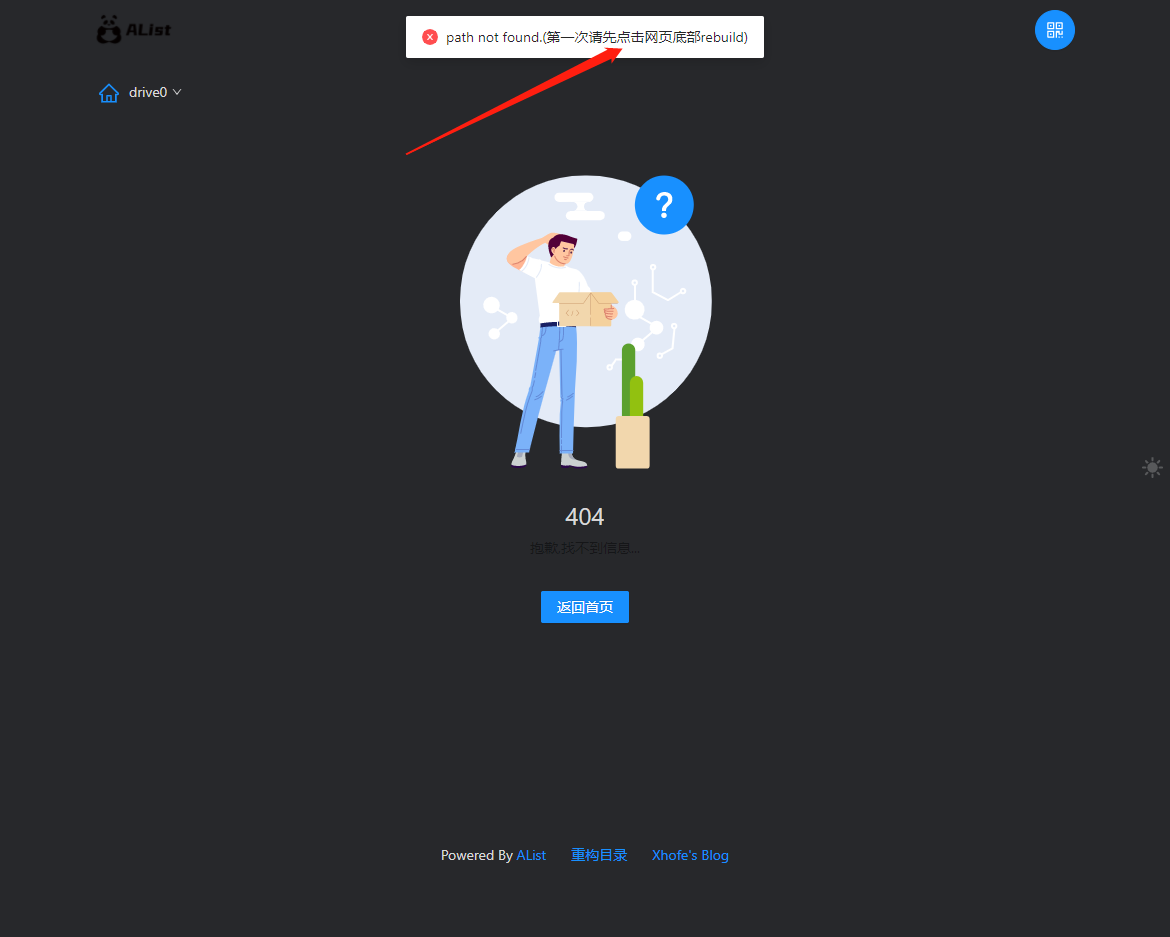 AList
path not found.(第一次请先点击网页底部rebuild)
drive0
?
</>
404
抱歉,找不到信息...
返回首页
Powered By AList 重构目录 Xhofe's Blog